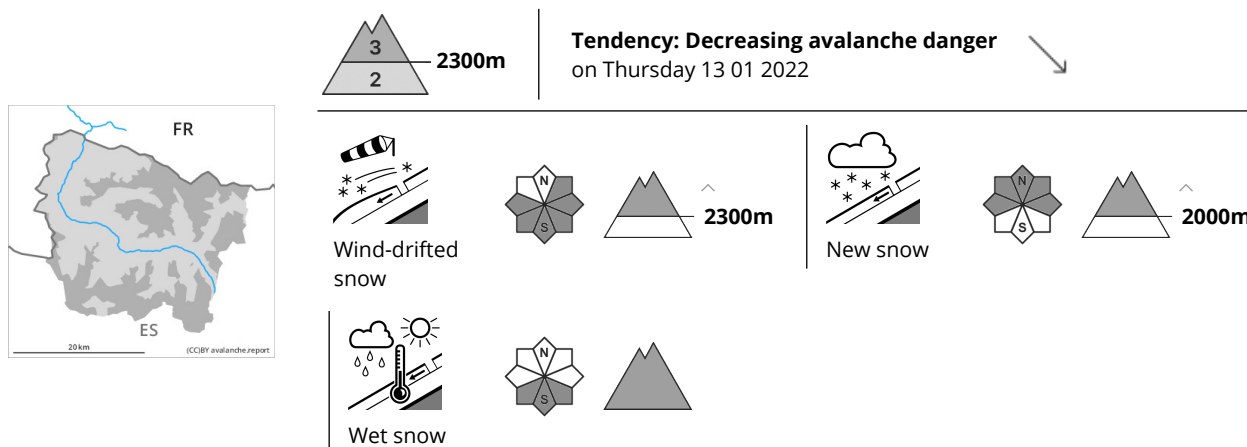 3
2
2300m
Tendency: Decreasing avalanche danger
on Thursday 13 01 2022
FR
ES
20 km
(CC)BY avalanche.report
N
S
2300m
Wind-drifted
snow
N
S
2000m
New snow
N
S
Wet snow